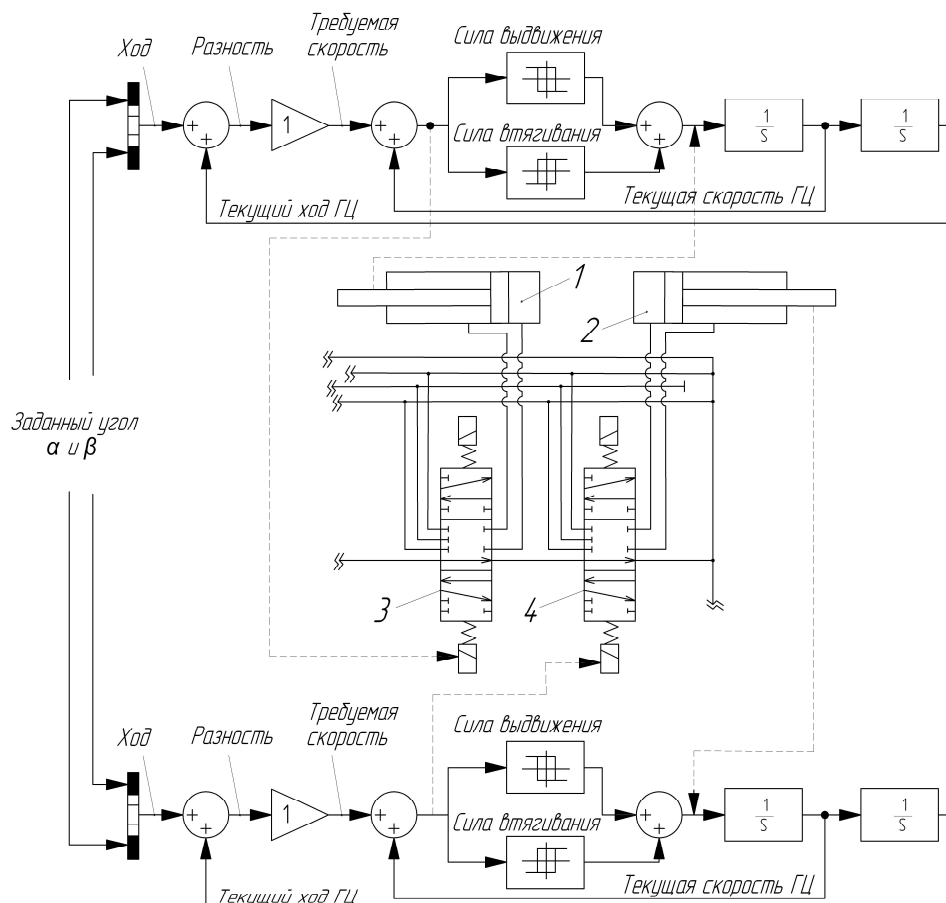 Ход
Разность
Требуемая
скорость
Сила выдвижения
1
Сила втягивания
1
S
1
S
Текущий ход ГЦ
Текущая скорость ГЦ
1
2
Заданный угол
α и β
3
4
Ход
Разность
Требуемая
скорость
Сила выдвижения
1
Сила втягивания
1
S
1
S
Текущий ход ГЦ
Текущая скорость ГЦ